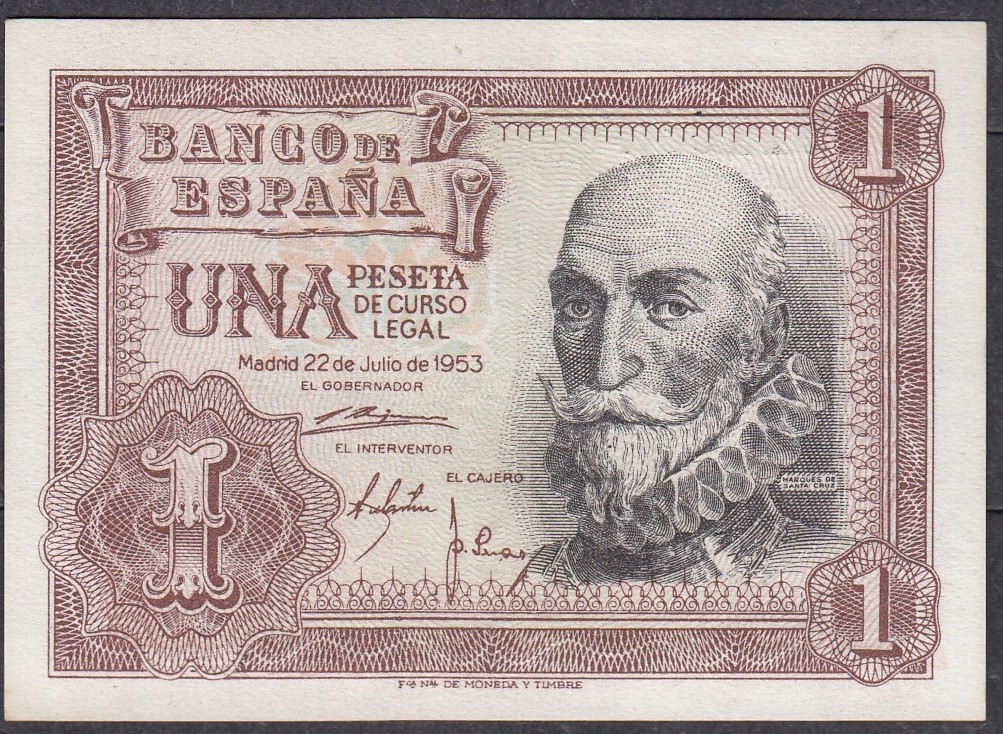 BANCO DE
ESPAÑA
1
UNA PESETA
DE CURSO
LEGAL
Madrid 22 de Julio de 1953
EL GOBERNADOR
EL INTERVENTOR
EL CAJERO
MARQUES DE
SANTA CRUZ
1
1
Fca Nal DE MONEDA Y TIMBRE